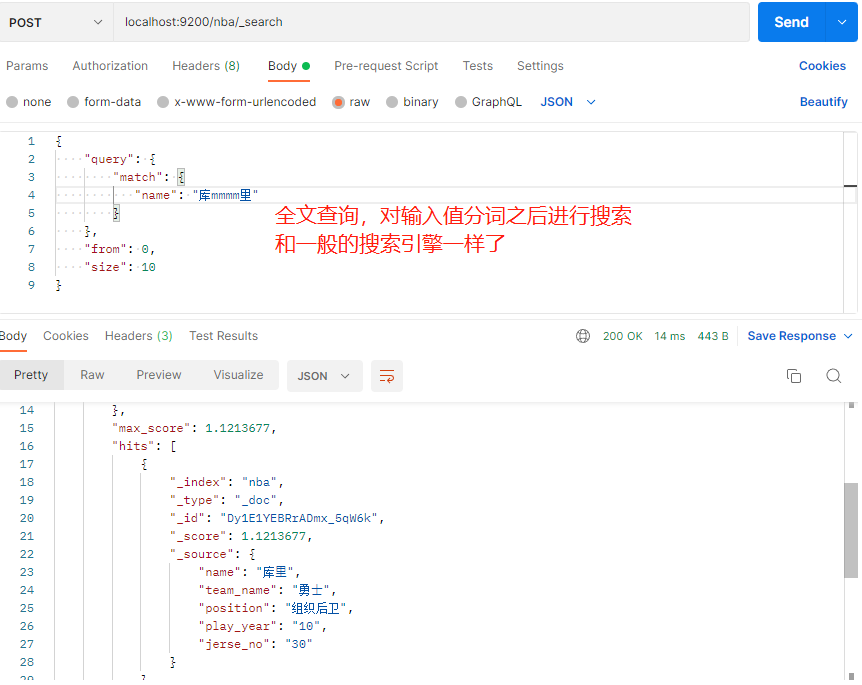 POST localhost:9200/nba/_search Send
Params Authorization Headers (8) Body Pre-request Script Tests Settings Cookies
none form-data x-www-form-urlencoded raw binary GraphQL JSON Beautify
1 {
2 "query": {
3 "match": {
4 "name": "库mmmm里"
5 }
6 },
7 "from": 0,
8 "size": 10
9 }
全文查询，对输入值分词之后进行搜索
和一般的搜索引擎一样了
Body Cookies Headers (3) Test Results 200 OK 14 ms 443 B Save Response
Pretty Raw Preview Visualize JSON
14 },
15 "max_score": 1.1213677,
16 "hits": [
17 {
18 "_index": "nba",
19 "_type": "_doc",
20 "_id": "Dy1E1YEBRrADmx_5qW6k",
21 "_score": 1.1213677,
22 "_source": {
23 "name": "库里",
24 "team_name": "勇士",
25 "position": "组织后卫",
26 "play_year": "10",
27 "jerse_no": "30"
28 }
29 }